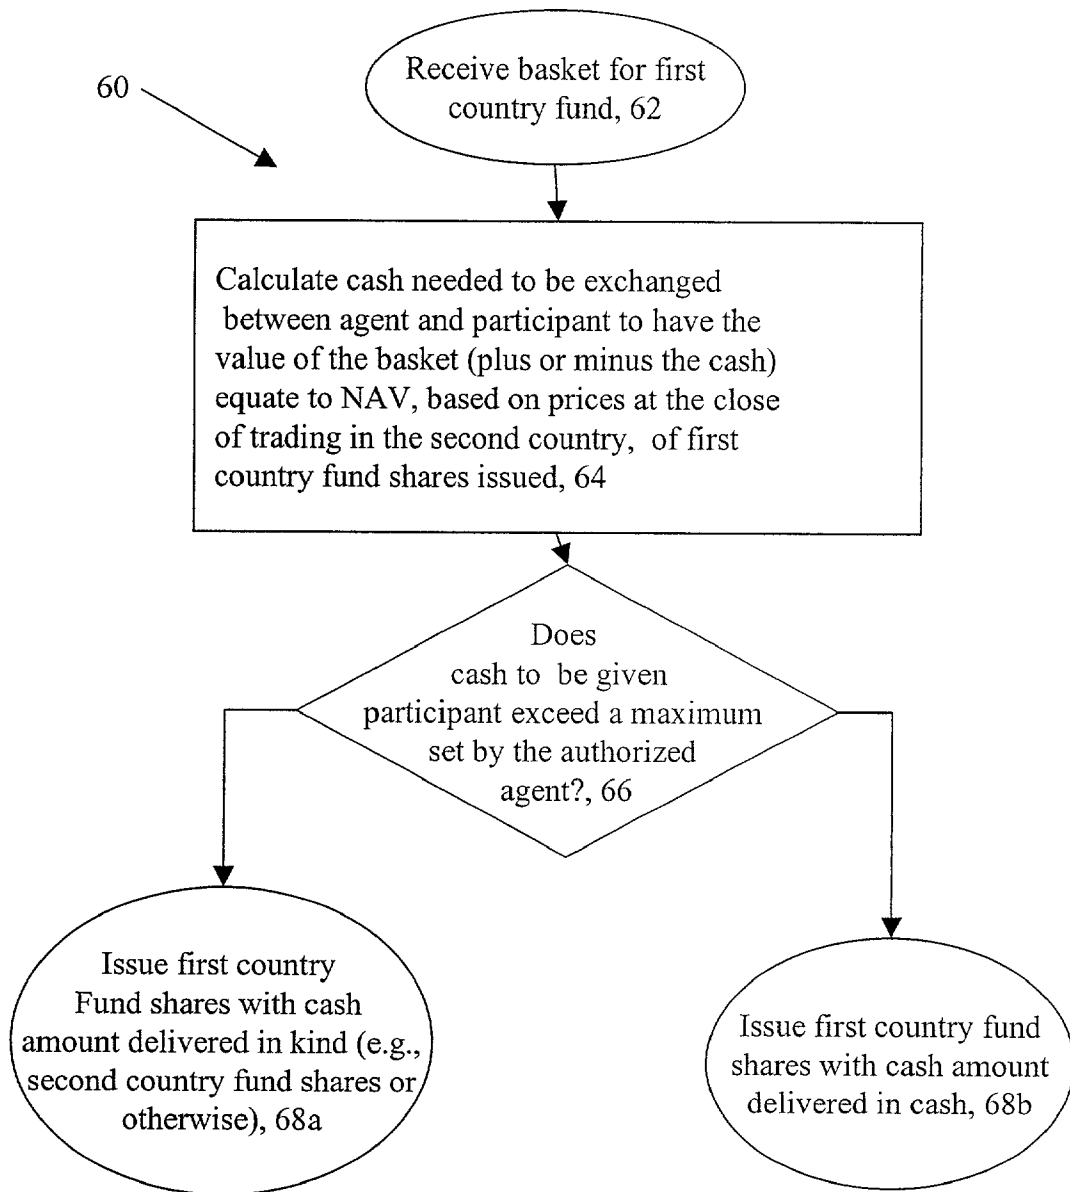 Receive basket for first
country fund, 62
60
Calculate cash needed to be exchanged
between agent and participant to have the
value of the basket (plus or minus the cash)
equate to NAV, based on prices at the close
of trading in the second country, of first
country fund shares issued, 64
Does
cash to be given
participant exceed a maximum
set by the authorized
agent?, 66
Issue first country
Fund shares with cash
amount delivered in kind (e.g.,
second country fund shares or
otherwise), 68a
Issue first country fund
shares with cash amount
delivered in cash, 68b